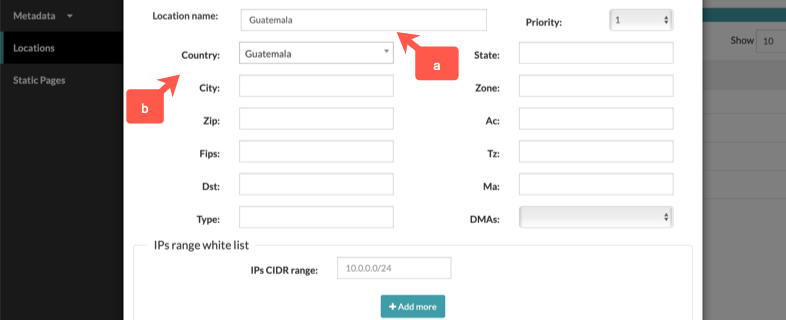 Metadata
Locations
Static Pages
Location name: Guatemala Priority: 1
Country: Guatemala State:
City: Zone:
Zip: Ac:
Fips: Tz:
Dst: Ma:
Type: DMAs:
a
b
IPs range white list
IPs CIDR range: 10.0.0.0/24
+ Add more
Show 10